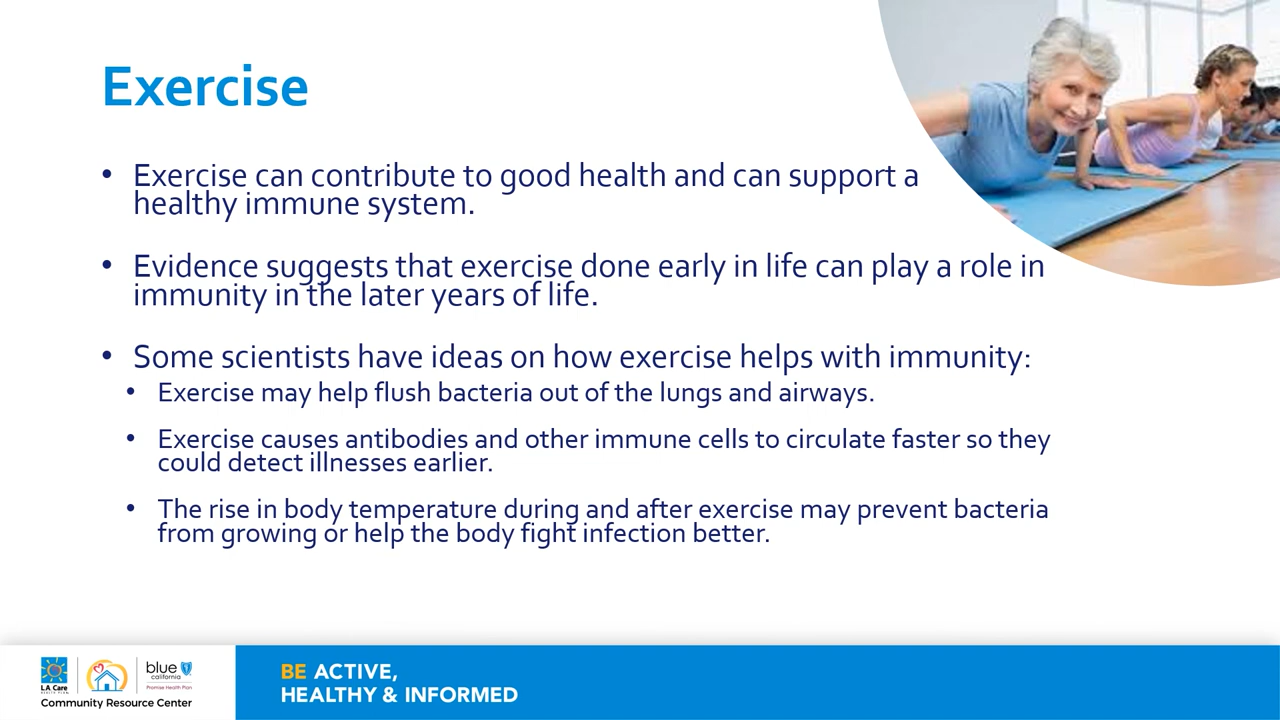 Exercise
• Exercise can contribute to good health and can support a
healthy immune system.
• Evidence suggests that exercise done early in life can play a role in
immunity in the later years of life.
• Some scientists have ideas on how exercise helps with immunity:
• Exercise may help flush bacteria out of the lungs and airways.
• Exercise causes antibodies and other immune cells to circulate faster so they
could detect illnesses earlier.
• The rise in body temperature during and after exercise may prevent bacteria
from growing or help the body fight infection better.
L.A. Care
HEALTH PLAN
blue
california
Promise Health Plan
Community Resource Center
BE ACTIVE,
HEALTHY & INFORMED